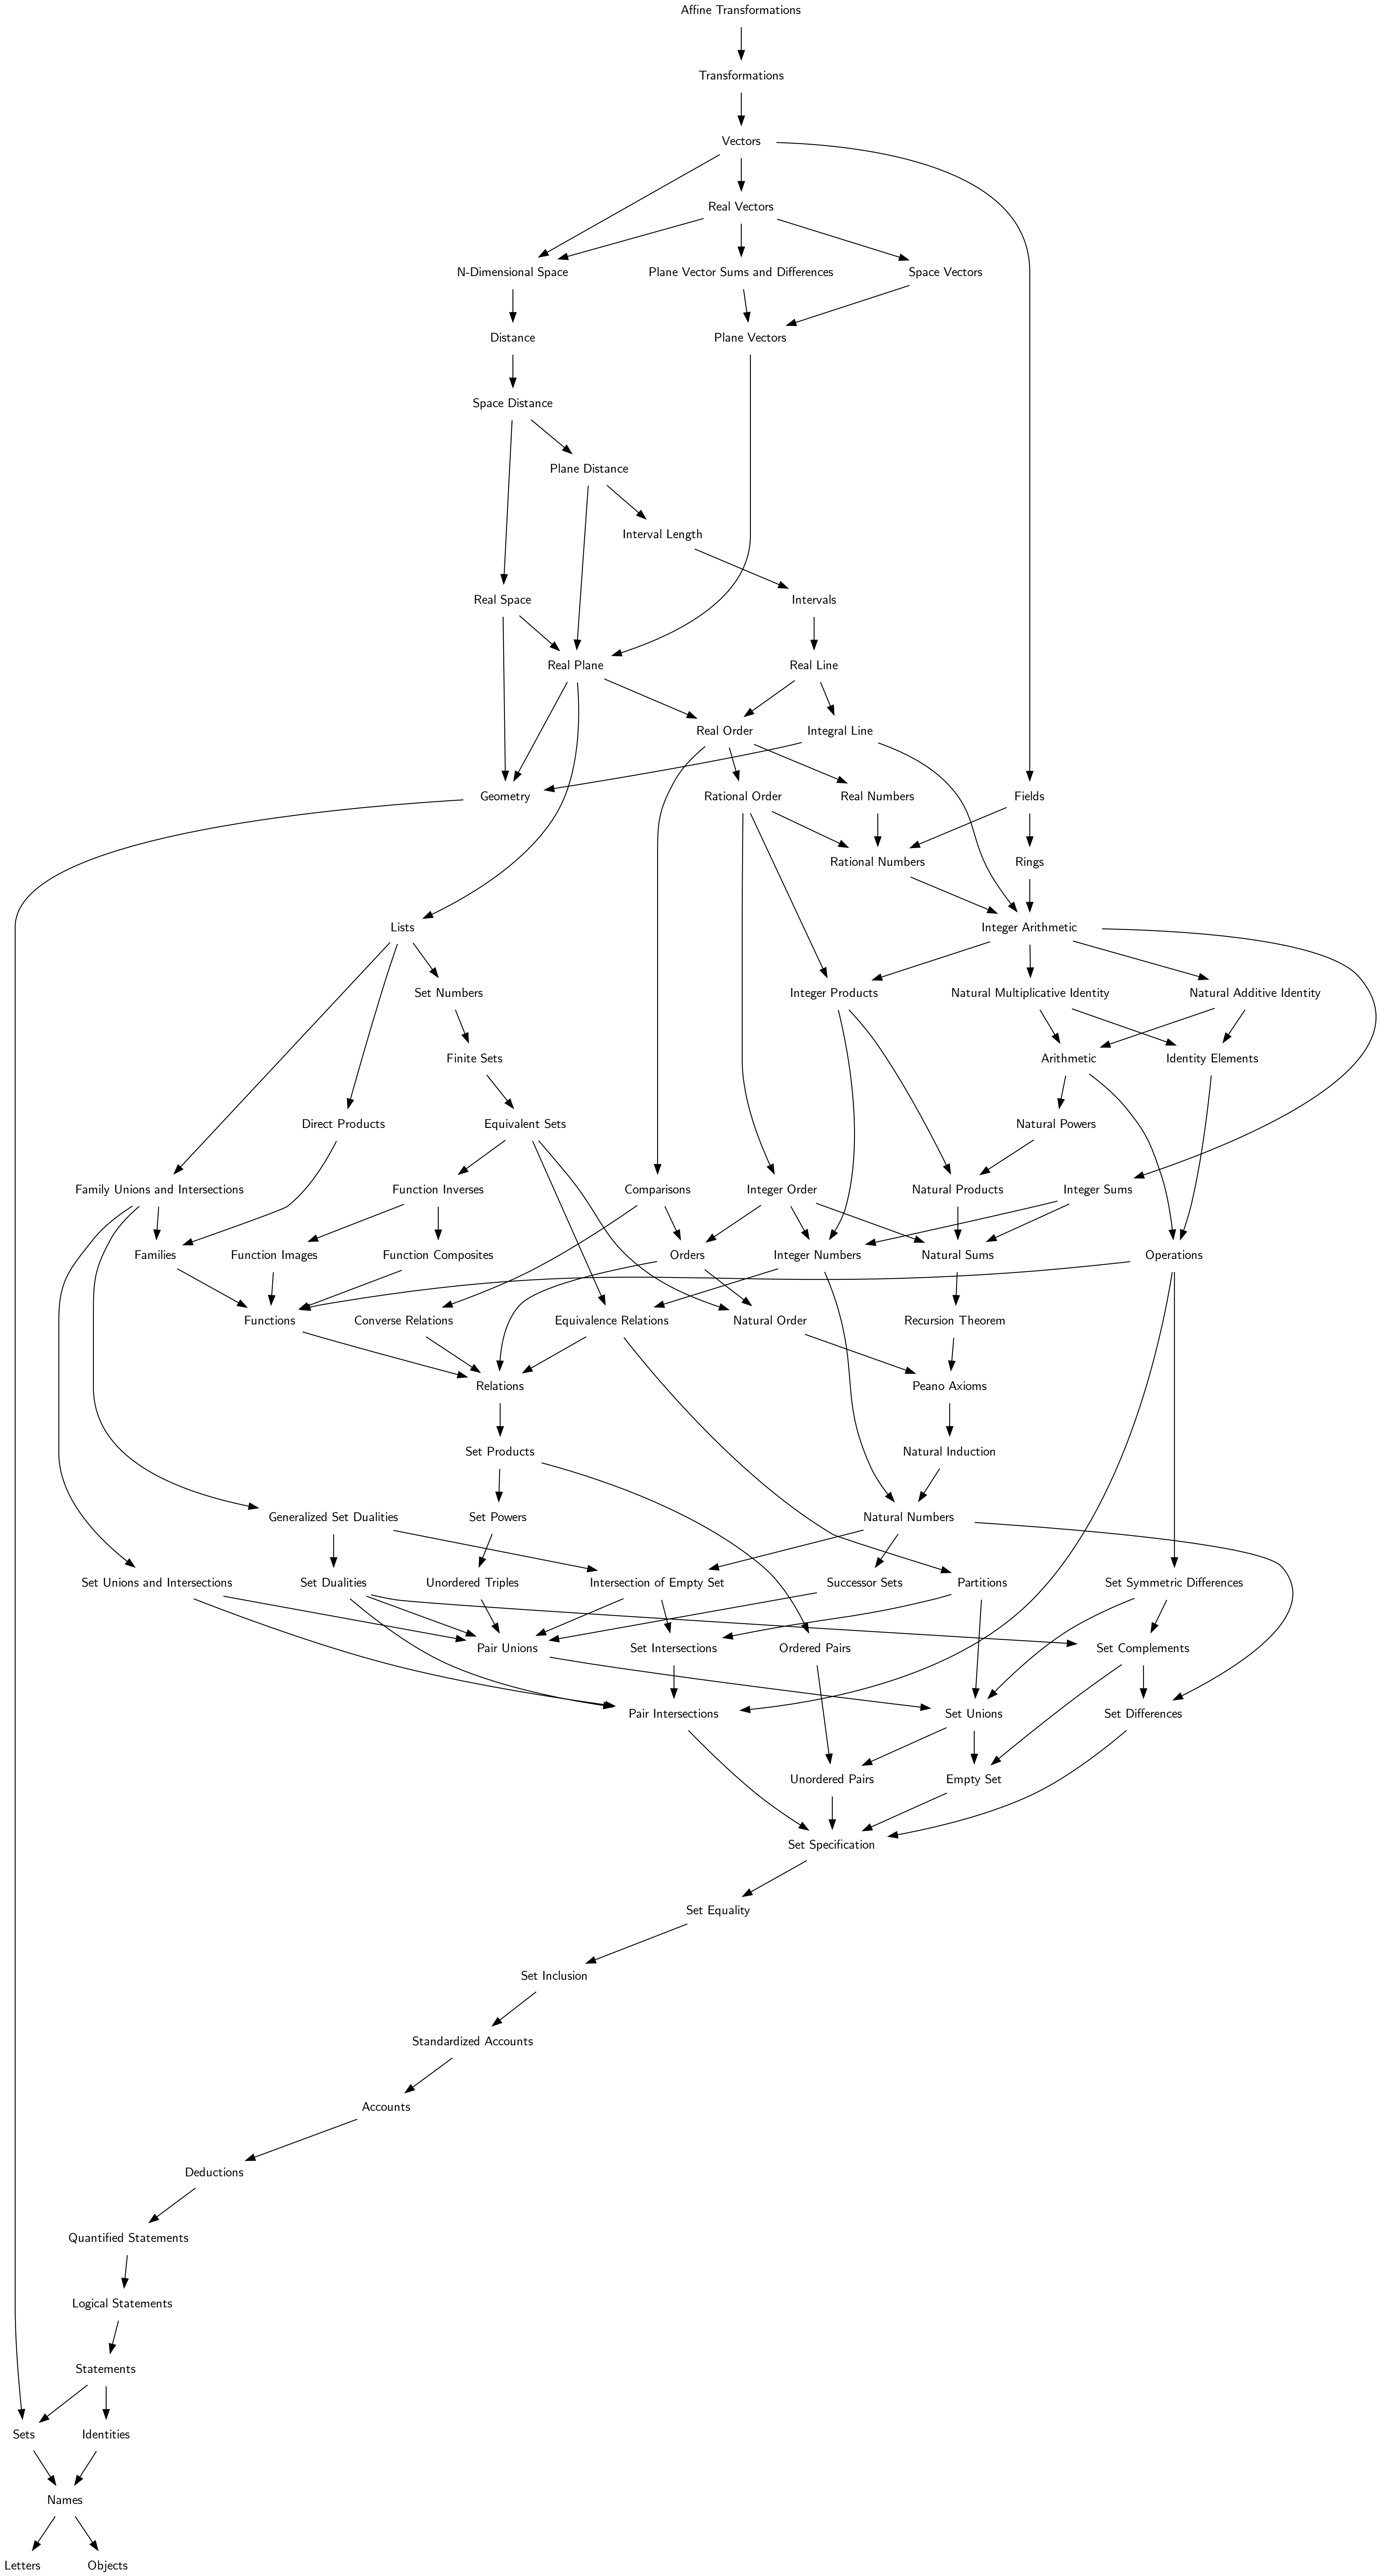 Affine Transformations
Transformations
Vectors
Real Vectors
N-Dimensional Space
Plane Vector Sums and Differences
Space Vectors
Distance
Plane Vectors
Space Distance
Plane Distance
Interval Length
Real Space
Intervals
Real Plane
Real Line
Real Order
Integral Line
Geometry
Rational Order
Real Numbers
Fields
Rational Numbers
Rings
Lists
Integer Arithmetic
Set Numbers
Integer Products
Natural Multiplicative Identity
Natural Additive Identity
Finite Sets
Arithmetic
Identity Elements
Direct Products
Equivalent Sets
Natural Powers
Family Unions and Intersections
Function Inverses
Comparisons
Integer Order
Natural Products
Integer Sums
Families
Function Images
Function Composites
Orders
Integer Numbers
Natural Sums
Operations
Functions
Converse Relations
Equivalence Relations
Natural Order
Recursion Theorem
Relations
Peano Axioms
Set Products
Natural Induction
Generalized Set Dualities
Set Powers
Natural Numbers
Set Unions and Intersections
Set Dualities
Unordered Triples
Intersection of Empty Set
Successor Sets
Partitions
Set Symmetric Differences
Pair Unions
Set Intersections
Ordered Pairs
Set Complements
Pair Intersections
Set Unions
Set Differences
Unordered Pairs
Empty Set
Set Specification
Set Equality
Set Inclusion
Standardized Accounts
Accounts
Deductions
Quantified Statements
Logical Statements
Statements
Sets
Identities
Names
Letters
Objects